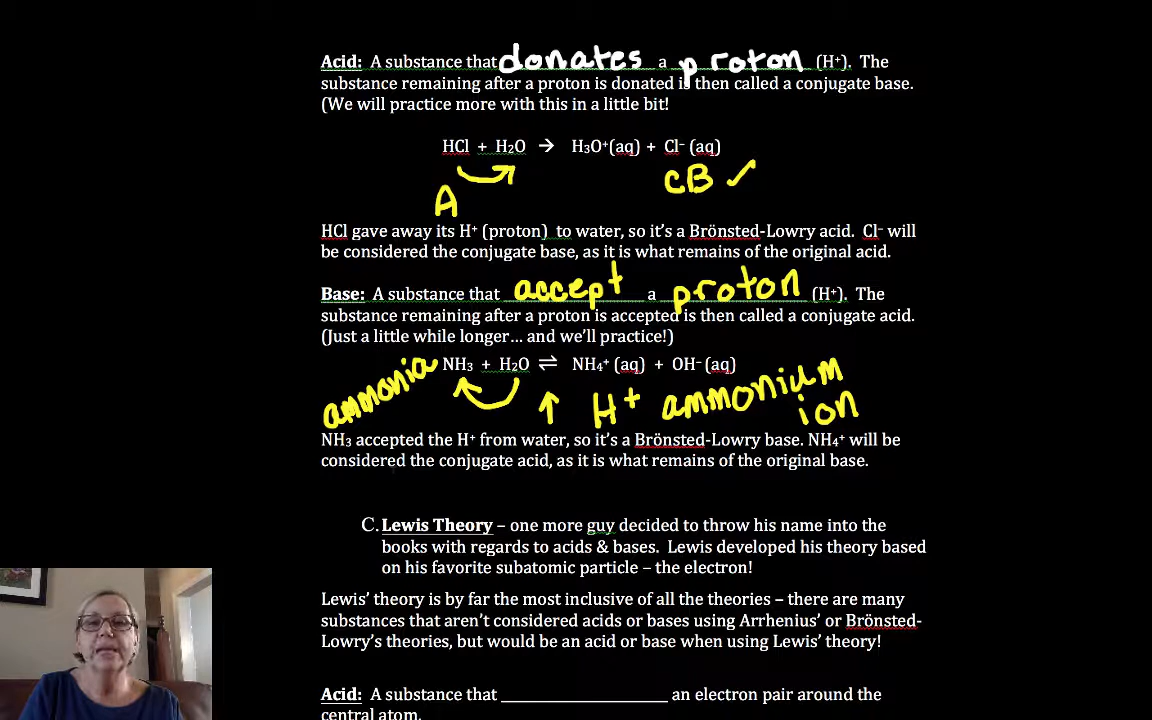 Acid: A substance that donates a proton (H⁺). The
substance remaining after a proton is donated is then called a conjugate base.
(We will practice more with this in a little bit!
HCl + H₂O → H₃O⁺(aq) + Cl⁻ (aq)
A CB ✓
HCl gave away its H⁺ (proton) to water, so it's a Brönsted-Lowry acid. Cl⁻ will
be considered the conjugate base, as it is what remains of the original acid.
Base: A substance that accept a proton (H⁺). The
substance remaining after a proton is accepted is then called a conjugate acid.
(Just a little while longer… and we'll practice!)
ammonia NH₃ + H₂O ⇌ NH₄⁺ (aq) + OH⁻ (aq)
↑ H+ ammonium
ion
NH₃ accepted the H⁺ from water, so it's a Brönsted-Lowry base. NH₄⁺ will be
considered the conjugate acid, as it is what remains of the original base.
C. Lewis Theory – one more guy decided to throw his name into the
books with regards to acids & bases. Lewis developed his theory based
on his favorite subatomic particle – the electron!
Lewis' theory is by far the most inclusive of all the theories – there are many
substances that aren't considered acids or bases using Arrhenius' or Brönsted-
Lowry's theories, but would be an acid or base when using Lewis' theory!
Acid: A substance that __________________ an electron pair around the
central atom.